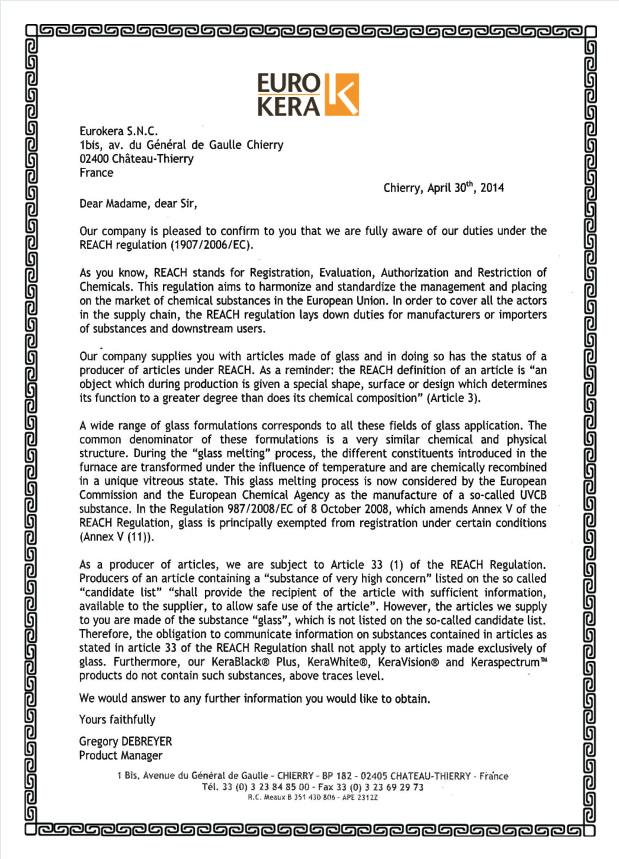 EURO
KERA
Eurokera S.N.C.
1bis, av. du Général de Gaulle Chierry
02400 Château-Thierry
France
Chierry, April 30th, 2014
Dear Madame, dear Sir,
Our company is pleased to confirm to you that we are fully aware of our duties under the
REACH regulation (1907/2006/EC).
As you know, REACH stands for Registration, Evaluation, Authorization and Restriction of
Chemicals. This regulation aims to harmonize and standardize the management and placing
on the market of chemical substances in the European Union. In order to cover all the actors
in the supply chain, the REACH regulation lays down duties for manufacturers or importers
of substances and downstream users.
Our company supplies you with articles made of glass and in doing so has the status of a
producer of articles under REACH. As a reminder: the REACH definition of an article is “an
object which during production is given a special shape, surface or design which determines
its function to a greater degree than does its chemical composition” (Article 3).
A wide range of glass formulations corresponds to all these fields of glass application. The
common denominator of these formulations is a very similar chemical and physical
structure. During the “glass melting” process, the different constituents introduced in the
furnace are transformed under the influence of temperature and are chemically recombined
in a unique vitreous state. This glass melting process is now considered by the European
Commission and the European Chemical Agency as the manufacture of a so-called UVCB
substance. In the Regulation 987/2008/EC of 8 October 2008, which amends Annex V of the
REACH Regulation, glass is principally exempted from registration under certain conditions
(Annex V (11)).
As a producer of articles, we are subject to Article 33 (1) of the REACH Regulation.
Producers of an article containing a “substance of very high concern” listed on the so called
“candidate list” “shall provide the recipient of the article with sufficient information,
available to the supplier, to allow safe use of the article”. However, the articles we supply
to you are made of the substance “glass”, which is not listed on the so-called candidate list.
Therefore, the obligation to communicate information on substances contained in articles as
stated in article 33 of the REACH Regulation shall not apply to articles made exclusively of
glass. Furthermore, our KeraBlack® Plus, KeraWhite®, KeraVision® and Keraspectrum™
products do not contain such substances, above traces level.
We would answer to any further information you would like to obtain.
Yours faithfully
Gregory DEBREYER
Product Manager
1 Bis, Avenue du Général de Gaulle - CHIERRY - BP 182 - 02405 CHATEAU-THIERRY - France
Tél. 33 (0) 3 23 84 85 00 - Fax 33 (0) 3 23 69 29 73
R.C. Meaux B 351 430 806 - APE 2312Z